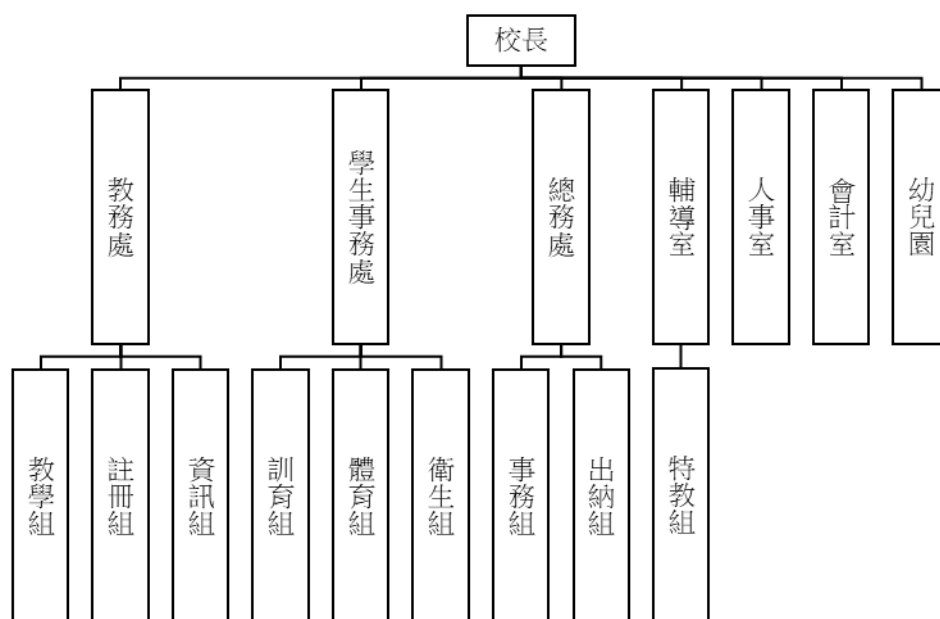 校長
教務處
學生事務處
總務處
輔導室
人事室
會計室
幼兒園
教學組
註冊組
資訊組
訓育組
體育組
衛生組
事務組
出納組
特教組